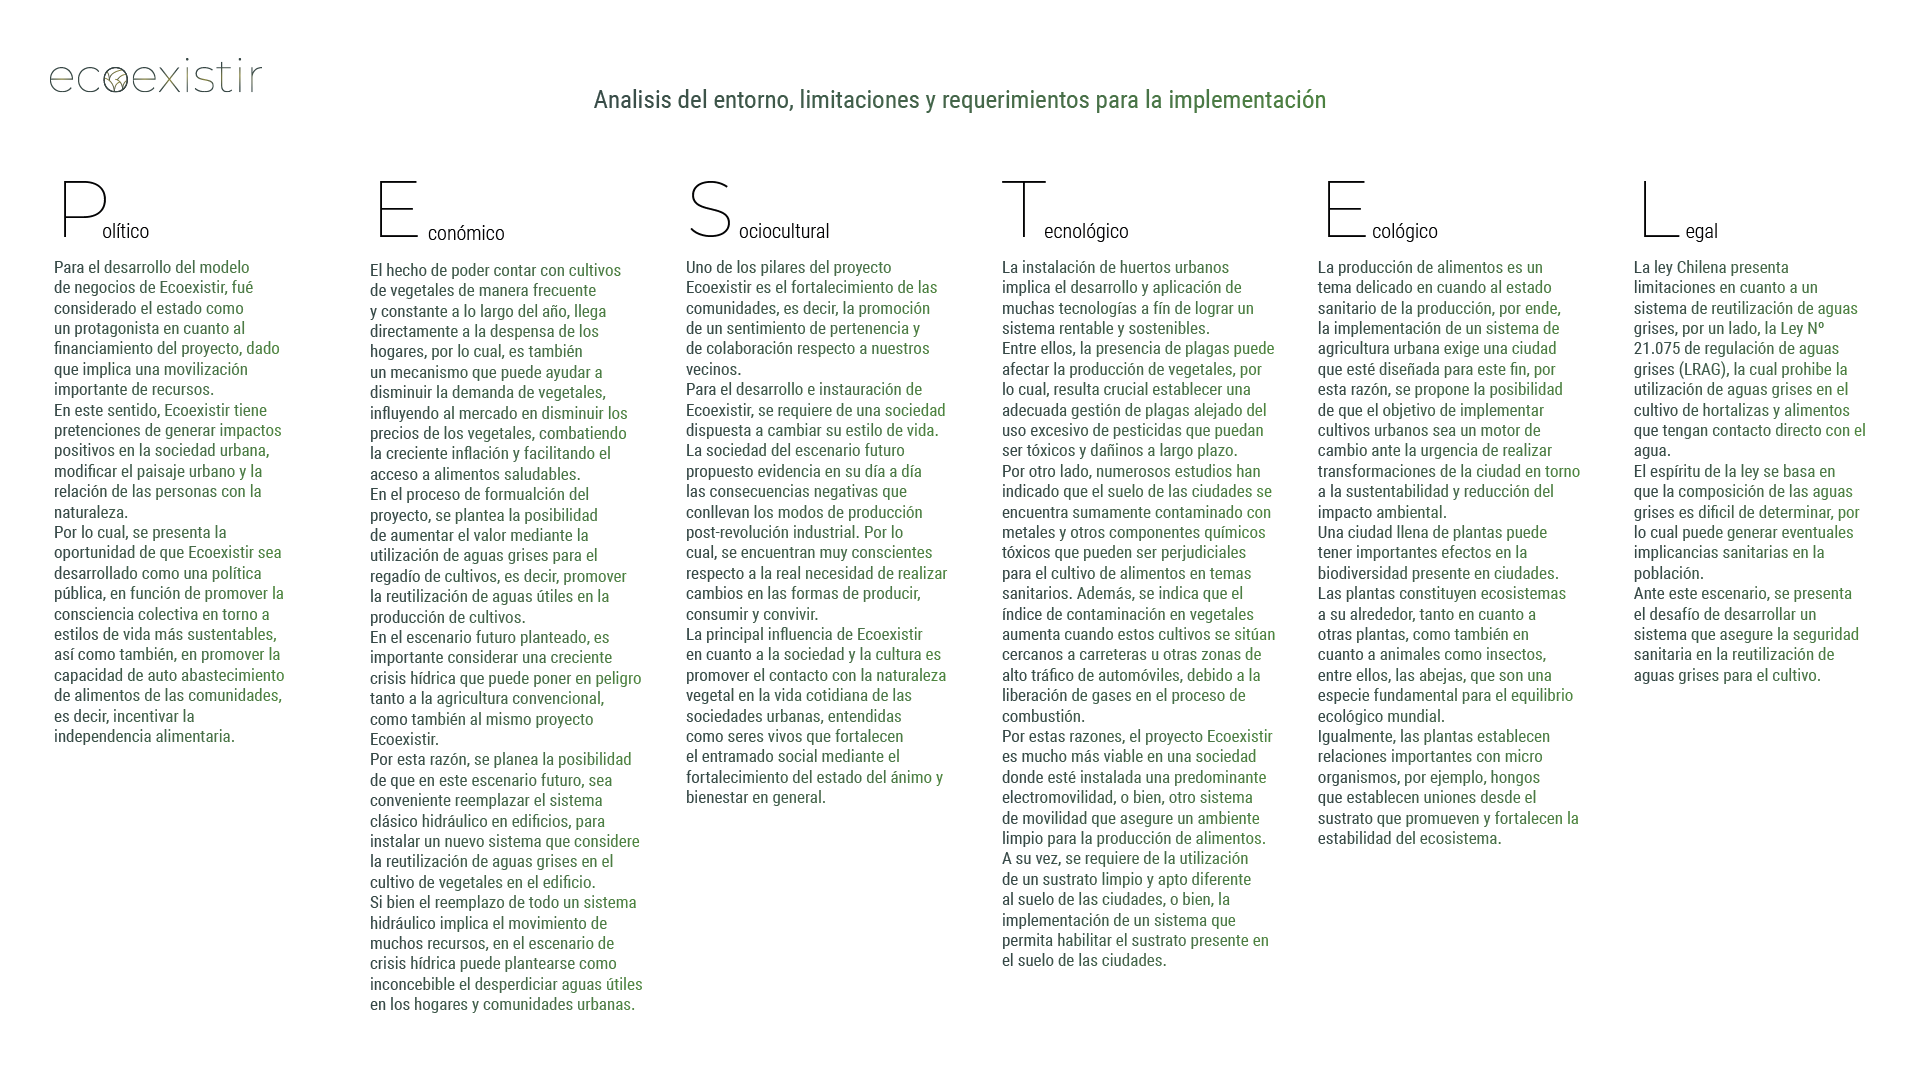 ecoexistir
Analisis del entorno, limitaciones y requerimientos para la implementación
Político
Para el desarrollo del modelo
de negocios de Ecoexistir, fué
considerado el estado como
un protagonista en cuanto al
financiamiento del proyecto, dado
que implica una movilización
importante de recursos.
En este sentido, Ecoexistir tiene
pretenciones de generar impactos
positivos en la sociedad urbana,
modificar el paisaje urbano y la
relación de las personas con la
naturaleza.
Por lo cual, se presenta la
oportunidad de que Ecoexistir sea
desarrollado como una política
pública, en función de promover la
consciencia colectiva en torno a
estilos de vida más sustentables,
así como también, en promover la
capacidad de auto abastecimiento
de alimentos de las comunidades,
es decir, incentivar la
independencia alimentaria.
Económico
El hecho de poder contar con cultivos
de vegetales de manera frecuente
y constante a lo largo del año, llega
directamente a la despensa de los
hogares, por lo cual, es también
un mecanismo que puede ayudar a
disminuir la demanda de vegetales,
influyendo al mercado en disminuir los
precios de los vegetales, combatiendo
la creciente inflación y facilitando el
acceso a alimentos saludables.
En el proceso de formualción del
proyecto, se plantea la posibilidad
de aumentar el valor mediante la
utilización de aguas grises para el
regadío de cultivos, es decir, promover
la reutilización de aguas útiles en la
producción de cultivos.
En el escenario futuro planteado, es
importante considerar una creciente
crisis hídrica que puede poner en peligro
tanto a la agricultura convencional,
como también al mismo proyecto
Ecoexistir.
Por esta razón, se planea la posibilidad
de que en este escenario futuro, sea
conveniente reemplazar el sistema
clásico hidráulico en edificios, para
instalar un nuevo sistema que considere
la reutilización de aguas grises en el
cultivo de vegetales en el edificio.
Si bien el reemplazo de todo un sistema
hidráulico implica el movimiento de
muchos recursos, en el escenario de
crisis hídrica puede plantearse como
inconcebible el desperdiciar aguas útiles
en los hogares y comunidades urbanas.
Sociocultural
Uno de los pilares del proyecto
Ecoexistir es el fortalecimiento de las
comunidades, es decir, la promoción
de un sentimiento de pertenencia y
de colaboración respecto a nuestros
vecinos.
Para el desarrollo e instauración de
Ecoexistir, se requiere de una sociedad
dispuesta a cambiar su estilo de vida.
La sociedad del escenario futuro
propuesto evidencia en su día a día
las consecuencias negativas que
conllevan los modos de producción
post-revolución industrial. Por lo
cual, se encuentran muy conscientes
respecto a la real necesidad de realizar
cambios en las formas de producir,
consumir y convivir.
La principal influencia de Ecoexistir
en cuanto a la sociedad y la cultura es
promover el contacto con la naturaleza
vegetal en la vida cotidiana de las
sociedades urbanas, entendidas
como seres vivos que fortalecen
el entramado social mediante el
fortalecimiento del estado del ánimo y
bienestar en general.
Tecnológico
La instalación de huertos urbanos
implica el desarrollo y aplicación de
muchas tecnologías a fín de lograr un
sistema rentable y sostenibles.
Entre ellos, la presencia de plagas puede
afectar la producción de vegetales, por
lo cual, resulta crucial establecer una
adecuada gestión de plagas alejado del
uso excesivo de pesticidas que puedan
ser tóxicos y dañinos a largo plazo.
Por otro lado, numerosos estudios han
indicado que el suelo de las ciudades se
encuentra sumamente contaminado con
metales y otros componentes químicos
tóxicos que pueden ser perjudiciales
para el cultivo de alimentos en temas
sanitarios. Además, se indica que el
índice de contaminación en vegetales
aumenta cuando estos cultivos se sitúan
cercanos a carreteras u otras zonas de
alto tráfico de automóviles, debido a la
liberación de gases en el proceso de
combustión.
Por estas razones, el proyecto Ecoexistir
es mucho más viable en una sociedad
donde esté instalada una predominante
electromovilidad, o bien, otro sistema
de movilidad que asegure un ambiente
limpio para la producción de alimentos.
A su vez, se requiere de la utilización
de un sustrato limpio y apto diferente
al suelo de las ciudades, o bien, la
implementación de un sistema que
permita habilitar el sustrato presente en
el suelo de las ciudades.
Ecológico
La producción de alimentos es un
tema delicado en cuando al estado
sanitario de la producción, por ende,
la implementación de un sistema de
agricultura urbana exige una ciudad
que esté diseñada para este fin, por
esta razón, se propone la posibilidad
de que el objetivo de implementar
cultivos urbanos sea un motor de
cambio ante la urgencia de realizar
transformaciones de la ciudad en torno
a la sustentabilidad y reducción del
impacto ambiental.
Una ciudad llena de plantas puede
tener importantes efectos en la
biodiversidad presente en ciudades.
Las plantas constituyen ecosistemas
a su alrededor, tanto en cuanto a
otras plantas, como también en
cuanto a animales como insectos,
entre ellos, las abejas, que son una
especie fundamental para el equilibrio
ecológico mundial.
Igualmente, las plantas establecen
relaciones importantes con micro
organismos, por ejemplo, hongos
que establecen uniones desde el
sustrato que promueven y fortalecen la
estabilidad del ecosistema.
Legal
La ley Chilena presenta
limitaciones en cuanto a un
sistema de reutilización de aguas
grises, por un lado, la Ley Nº
21.075 de regulación de aguas
grises (LRAG), la cual prohibe la
utilización de aguas grises en el
cultivo de hortalizas y alimentos
que tengan contacto directo con el
agua.
El espíritu de la ley se basa en
que la composición de las aguas
grises es dificil de determinar, por
lo cual puede generar eventuales
implicancias sanitarias en la
población.
Ante este escenario, se presenta
el desafío de desarrollar un
sistema que asegure la seguridad
sanitaria en la reutilización de
aguas grises para el cultivo.